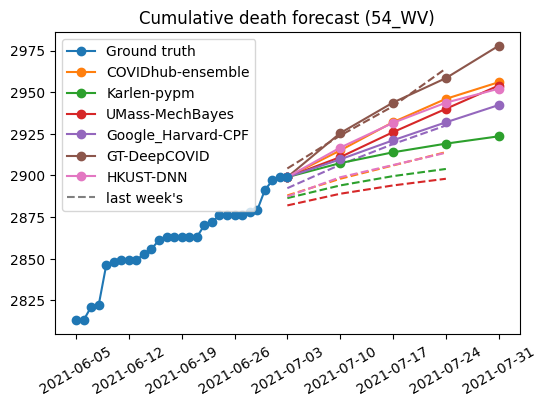 Cumulative death forecast (54_WV)
2975
2950
2925
2900
2875
2850
2825
Ground truth
COVIDhub-ensemble
Karlen-pypm
UMass-MechBayes
Google_Harvard-CPF
GT-DeepCOVID
HKUST-DNN
last week's
2021-06-05
2021-06-12
2021-06-19
2021-06-26
2021-07-03
2021-07-10
2021-07-17
2021-07-24
2021-07-31